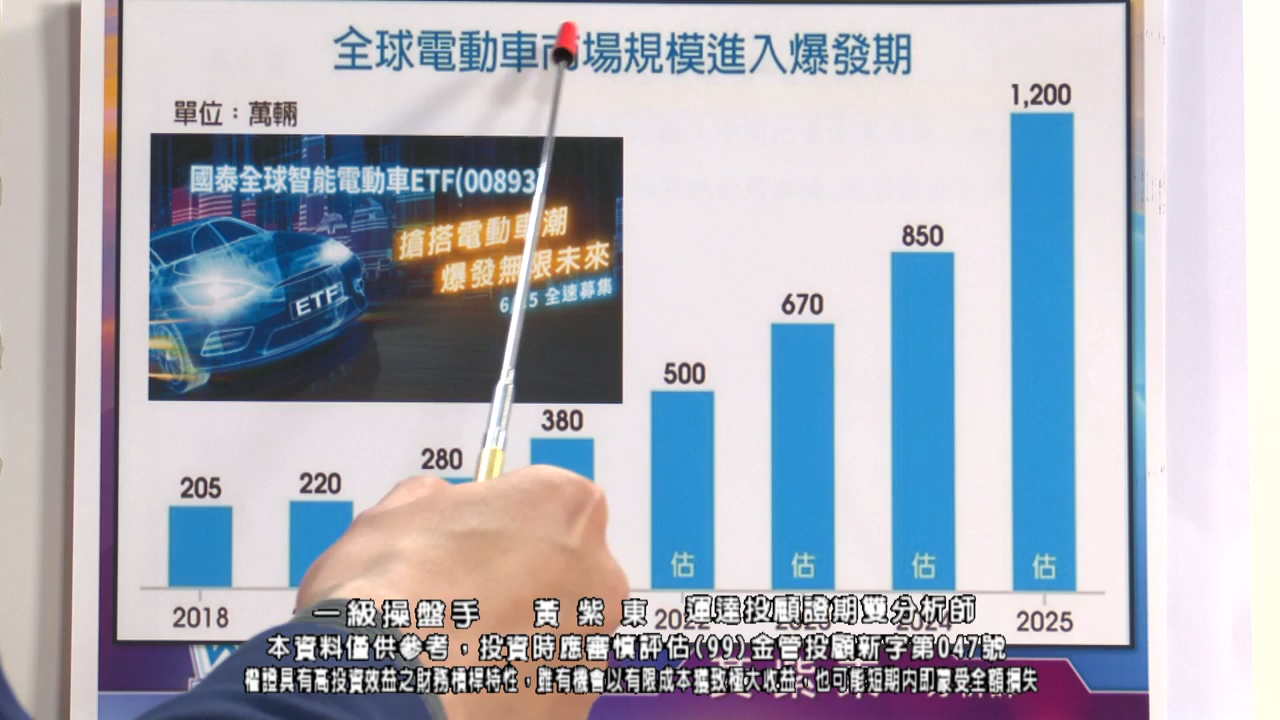 全球電動車市場規模進入爆發期
單位：萬輛
國泰全球智能電動車ETF(00893)
搶搭電動車潮
爆發無限未來
全速募集
ETF
205
220
280
380
500
670
850
1,200
估
估
估
估
2018
2022
2024
2025
一級操盤手 黃紫東 運達投顧證期雙分析師
本資料僅供參考，投資時應審慎評估(99)金管投顧新字第047號
權證具有高投資效益之財務槓桿特性，雖有機會以有限成本獲致極大收益，也可能短期內即蒙受全額損失